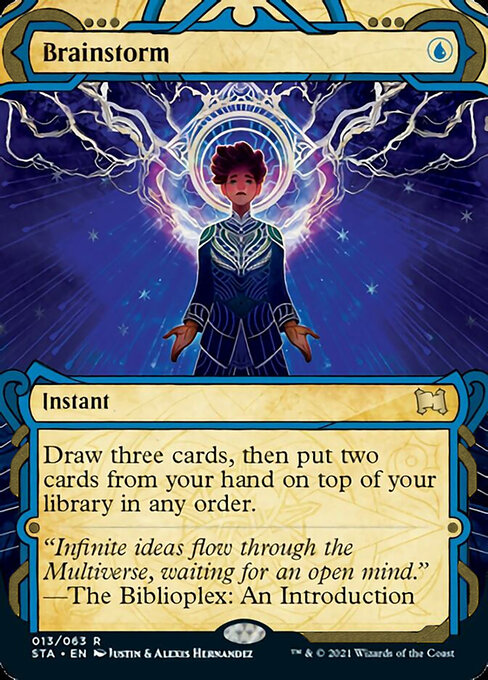 Brainstorm
Instant
Draw three cards, then put two
cards from your hand on top of your
library in any order.
“Infinite ideas flow through the
Multiverse, waiting for an open mind.”
—The Biblioplex: An Introduction
013/063 R
STA • EN Justin & Alexis Hernandez
™ & © 2021 Wizards of the Coast